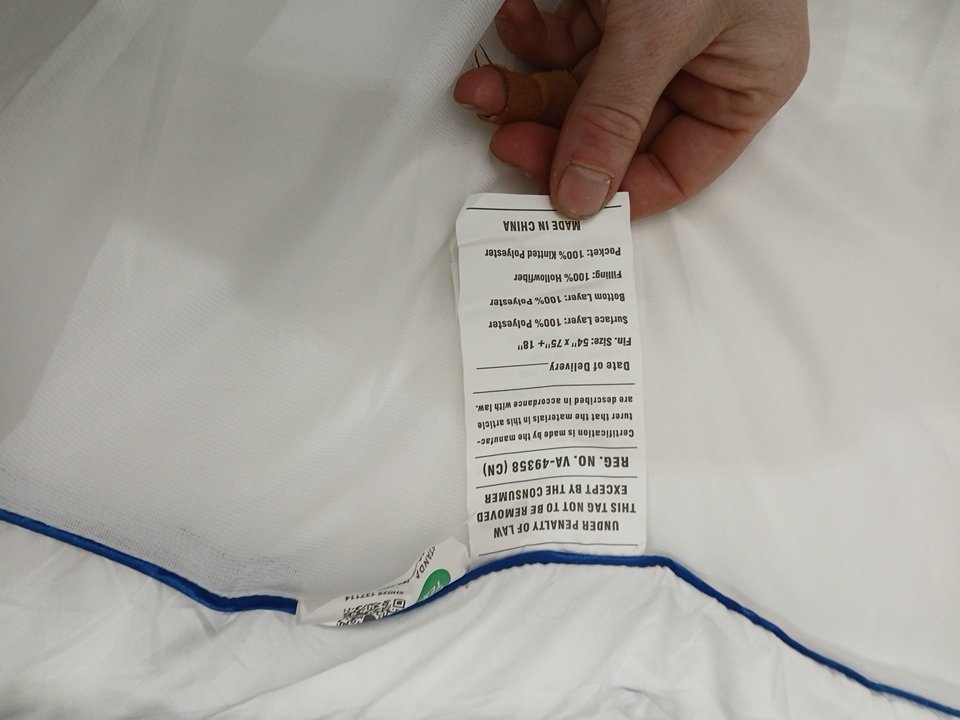 UNDER PENALTY OF LAW
THIS TAG NOT TO BE REMOVED
EXCEPT BY THE CONSUMER
REG. NO. VA-49358 (CN)
Certification is made by the manufac-
turer that the materials in this article
are described in accordance with law.
Date of Delivery
Fin. Size: 54" x 75"+ 18"
Surface Layer: 100% Polyester
Bottom Layer: 100% Polyester
Filling: 100% Hollowfiber
Pocket: 100% Kintted Polyester
MADE IN CHINA
SH025 137114